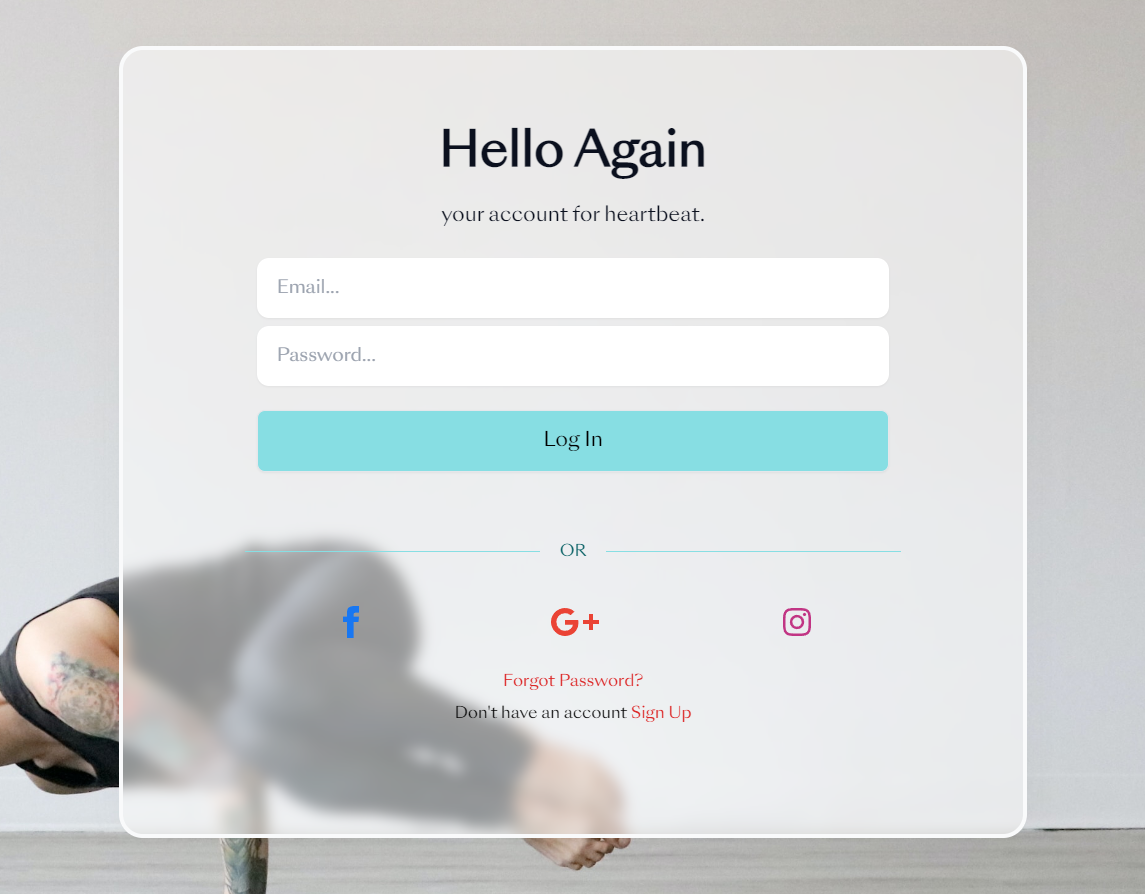 Hello Again
your account for heartbeat.
Email...
Password...
Log In
OR
f G+
Forgot Password?
Don't have an account Sign Up